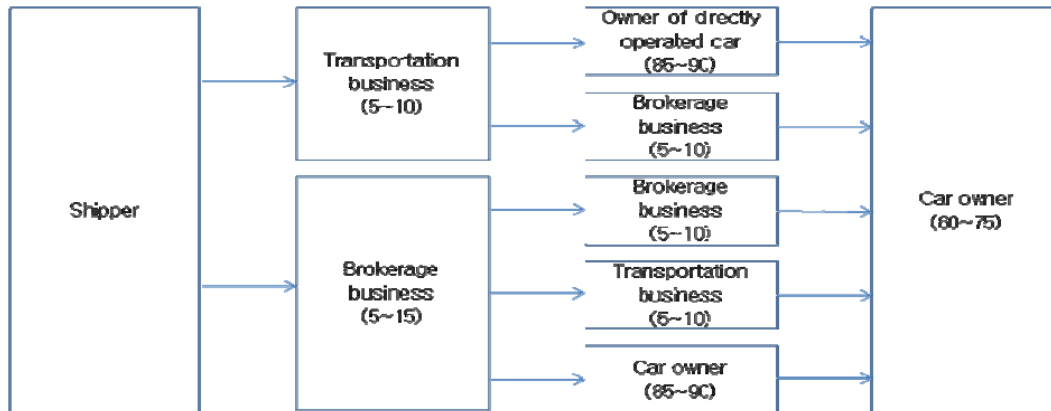 Shipper
Transportation
business
(5~10)
Brokerage
business
(5~15)
Owner of directly
operated car
(85~90)
Brokerage
business
(5~10)
Brokerage
business
(5~10)
Transportation
business
(5~10)
Car owner
(85~90)
Car owner
(60~75)